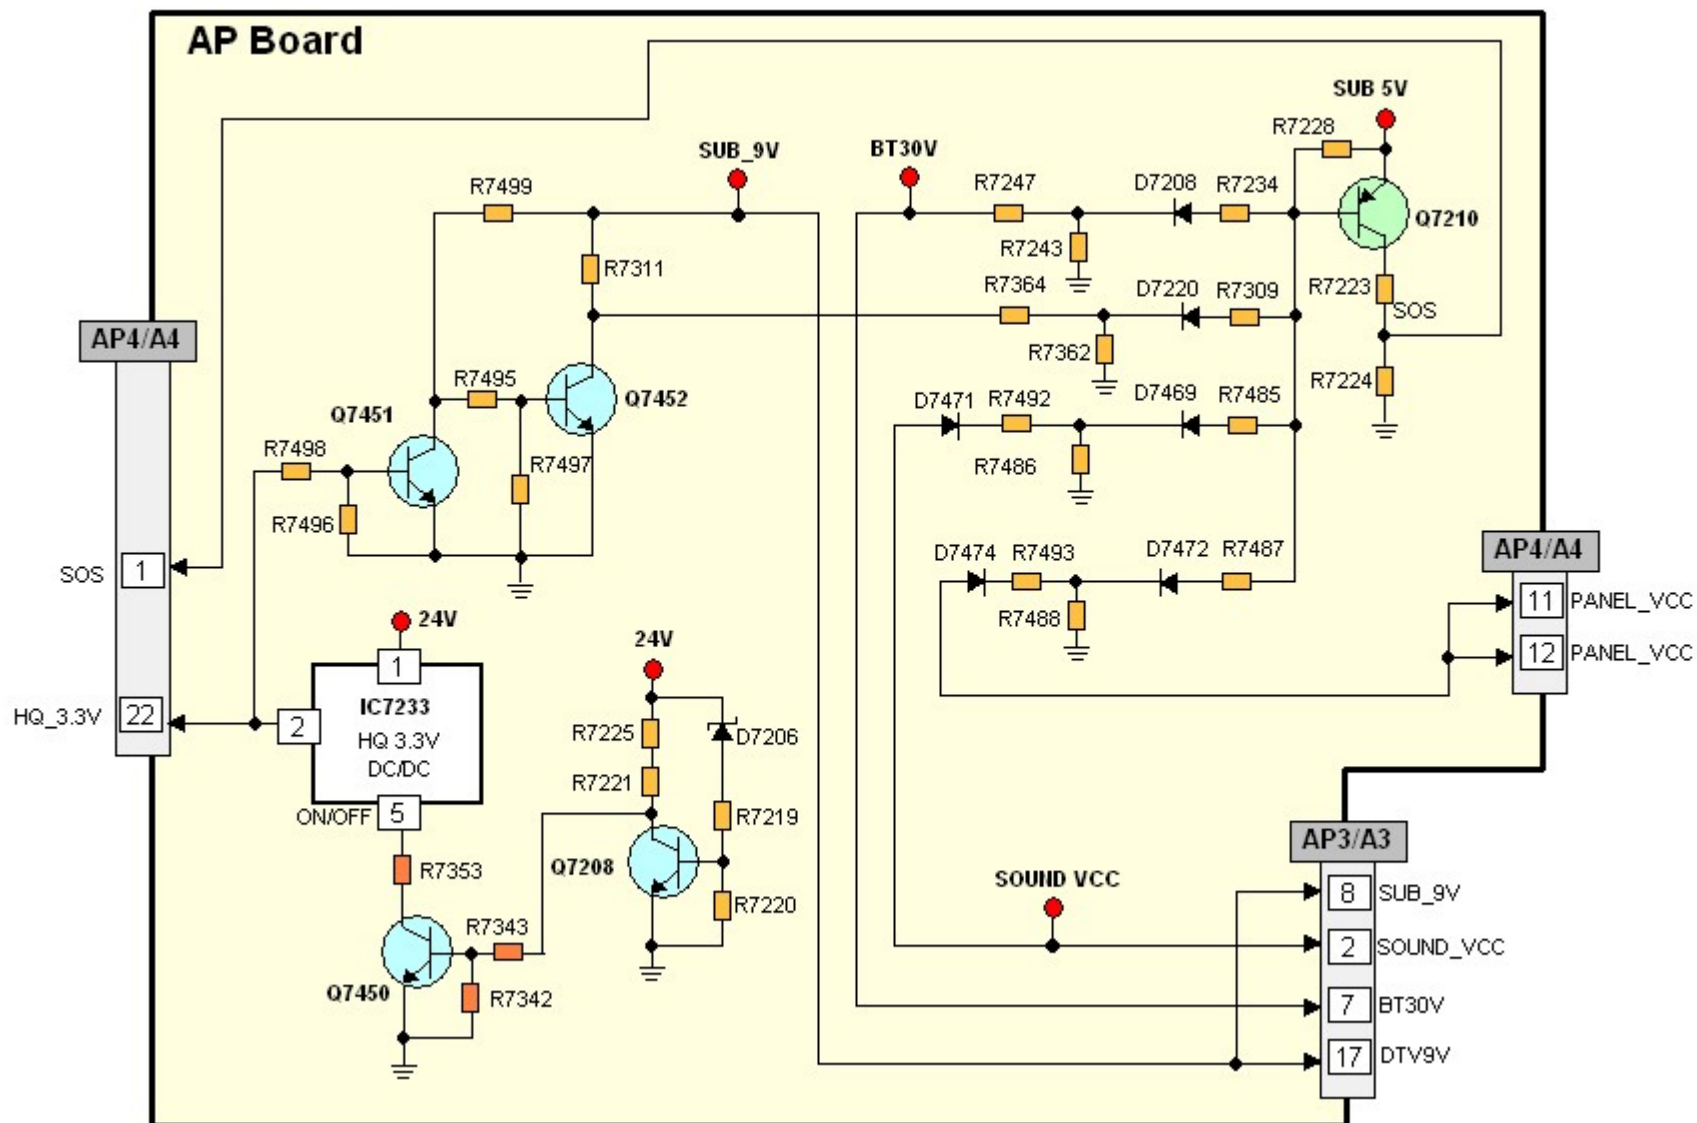 AP Board
SUB 5V
R7228
SUB_9V
BT30V
R7499
R7247
D7208
R7234
Q7210
R7243
R7311
R7364
D7220
R7309
R7223
SOS
AP4/A4
R7362
R7495
Q7452
D7471
R7492
D7469
R7485
R7224
Q7451
R7498
R7497
R7486
R7496
D7474
R7493
D7472
R7487
AP4/A4
SOS
1
11
PANEL_VCC
24V
R7488
12
PANEL_VCC
1
24V
HQ_3.3V
22
2
IC7233
HQ 3.3V
DC/DC
R7225
D7206
R7221
ON/OFF
5
R7219
AP3/A3
R7353
Q7208
SOUND VCC
8
SUB_9V
R7220
R7343
2
SOUND_VCC
Q7450
R7342
7
BT30V
17
DTV9V